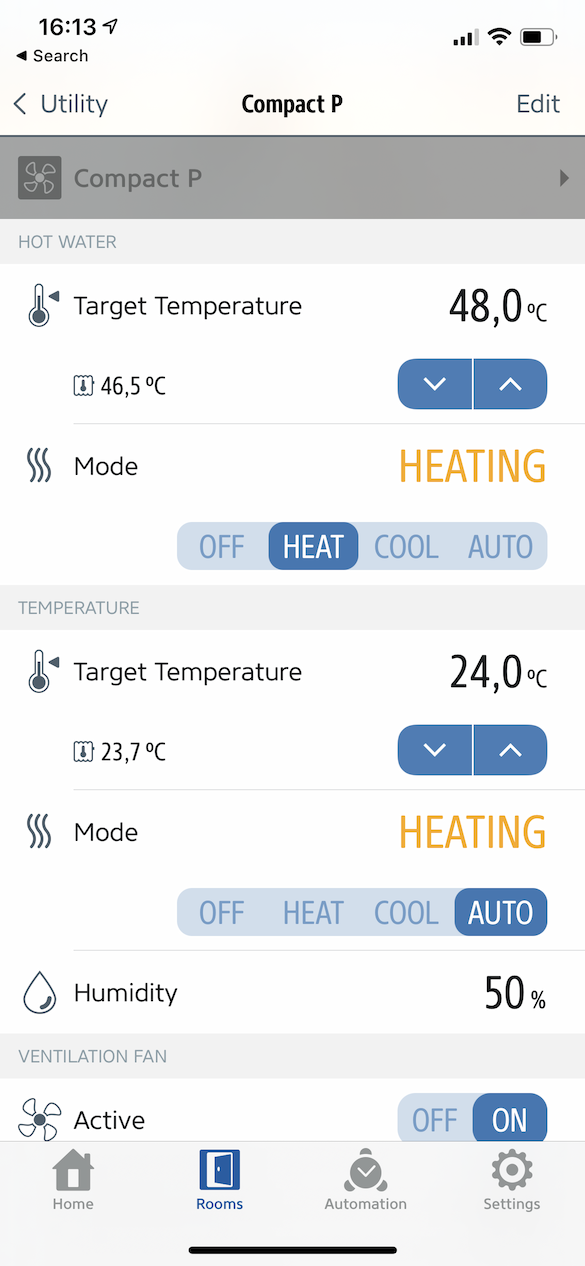 16:13
Search
Utility Compact P Edit
Compact P
HOT WATER
Target Temperature 48,0 ºC
46,5 ºC
Mode HEATING
OFF HEAT COOL AUTO
TEMPERATURE
Target Temperature 24,0 ºC
23,7 ºC
Mode HEATING
OFF HEAT COOL AUTO
Humidity 50 %
VENTILATION FAN
Active OFF ON
Home Rooms Automation Settings